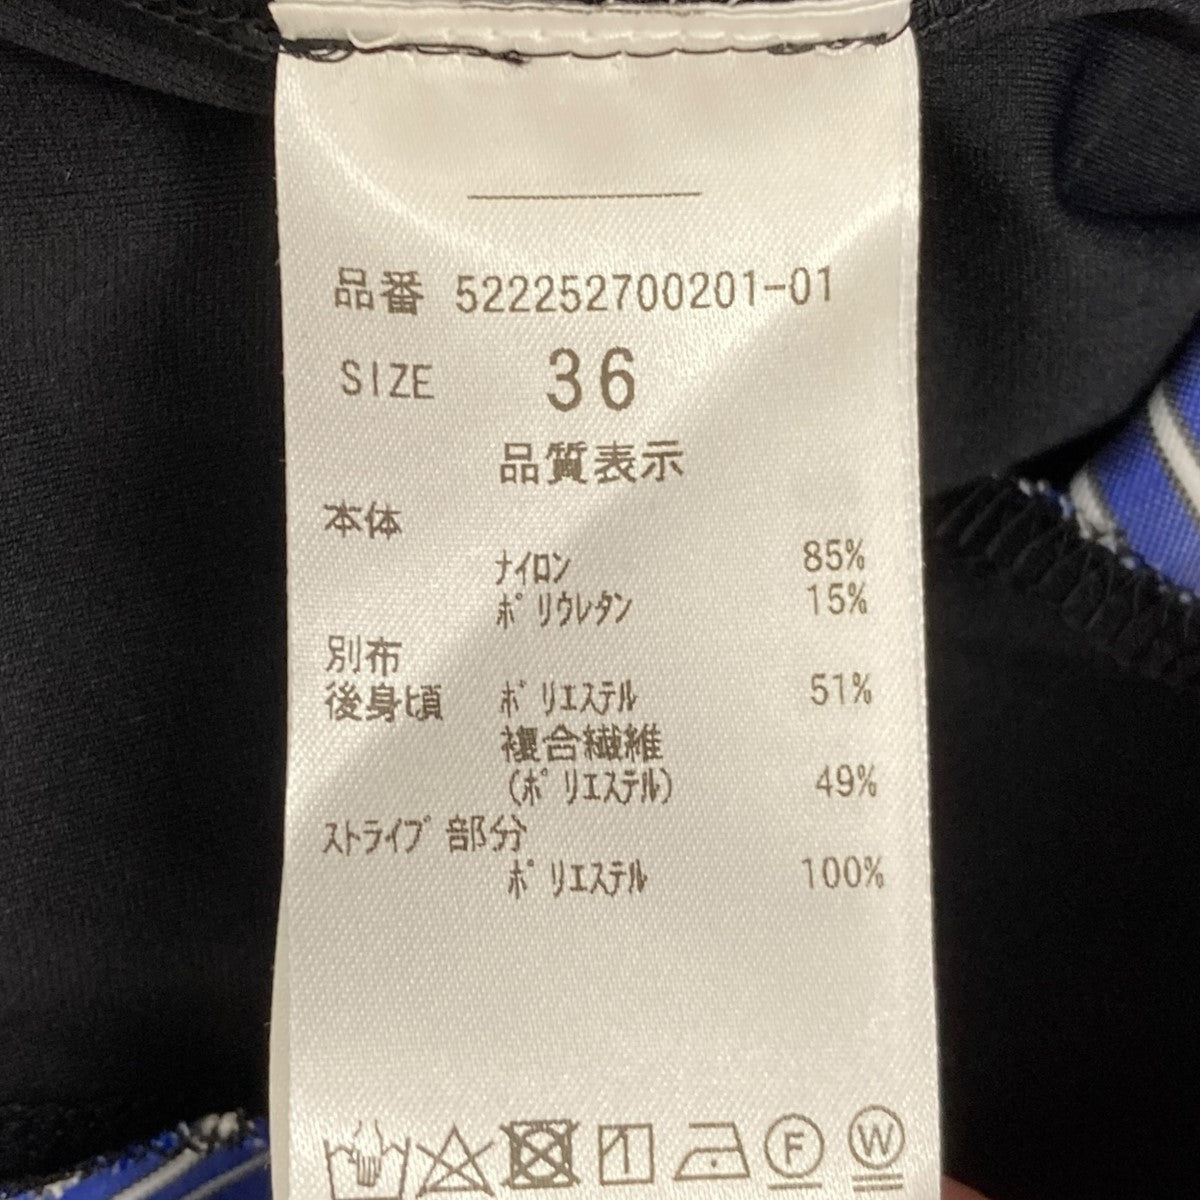 品番 522252700201-01
SIZE 36
品質表示
本体
ナイロン 85%
ポリウレタン 15%
別布
後身頃 ポリエステル 51%
複合繊維
(ポリエステル) 49%
ストライプ部分
ポリエステル 100%
F W